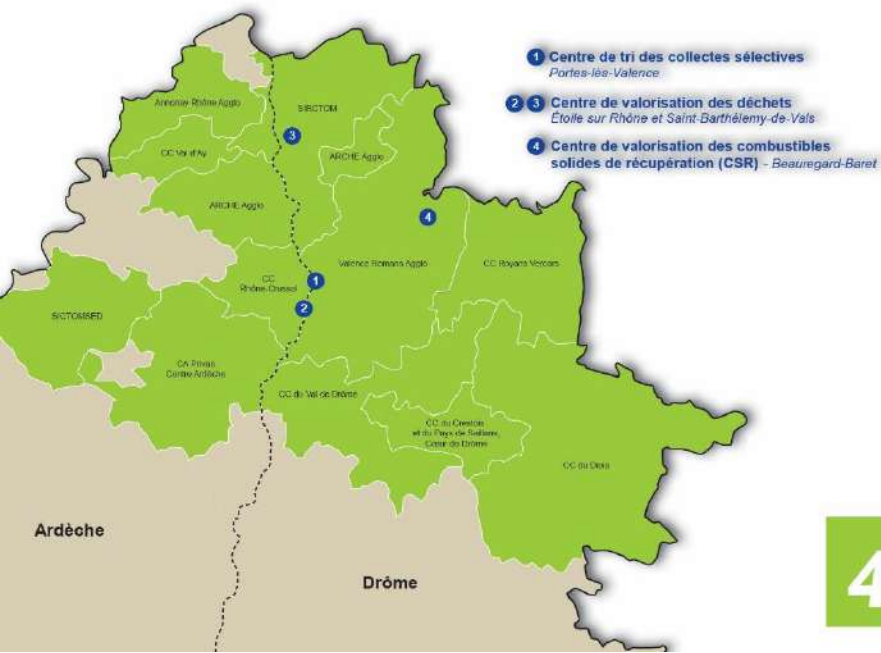 1 Centre de tri des collectes sélectives
Portes-lès-Valence
2 3 Centre de valorisation des déchets
Étoile sur Rhône et Saint-Barthélemy-de-Vals
4 Centre de valorisation des combustibles
solides de récupération (CSR) - Beauregard-Baret
Annonay Rhône Agglo
SIRCTOM
3
CC Val d'Ay
ARCHE Agglo
ARCHE Agglo
4
Valence Romans Agglo
CC Royans Vercors
CC
Rhône-Crussol
1
2
SICTOMSED
CA Privas
Centre Ardèche
CC du Val de Drôme
CC du Crestois
et du Pays de Saillans,
Cœur de Drôme
CC du Diois
Ardèche
Drôme
4